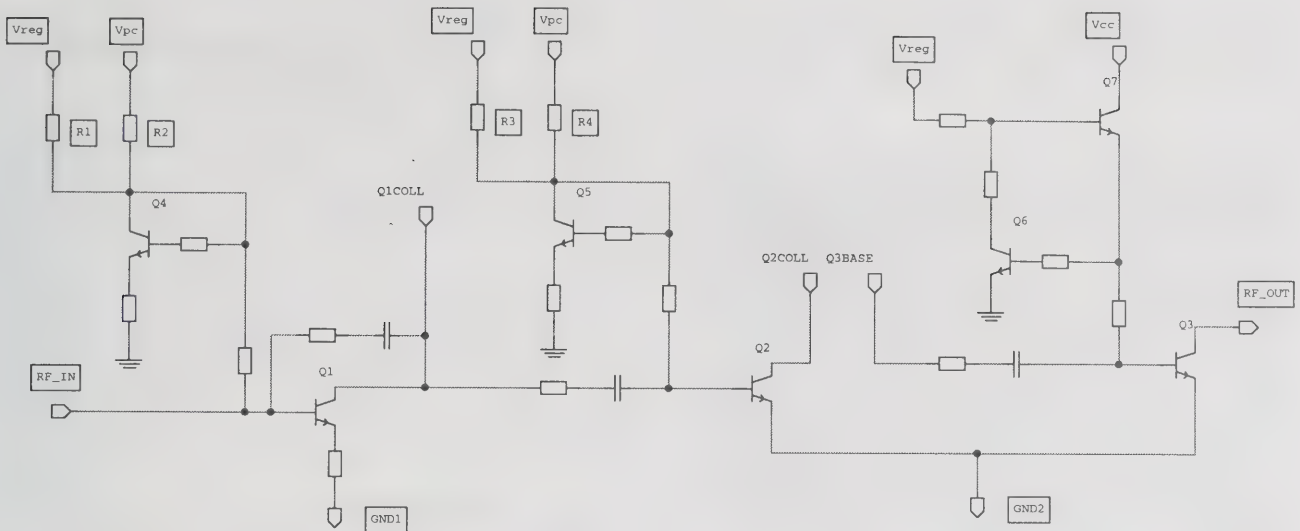 Vreg
Vpc
Vreg
Vpc
Vcc
Vreg
Q7
R1
R2
R3
R4
Q1COLL
Q5
Q4
Q6
Q2COLL
Q3BASE
RF_OUT
Q3
Q2
Q1
RF_IN
GND1
GND2